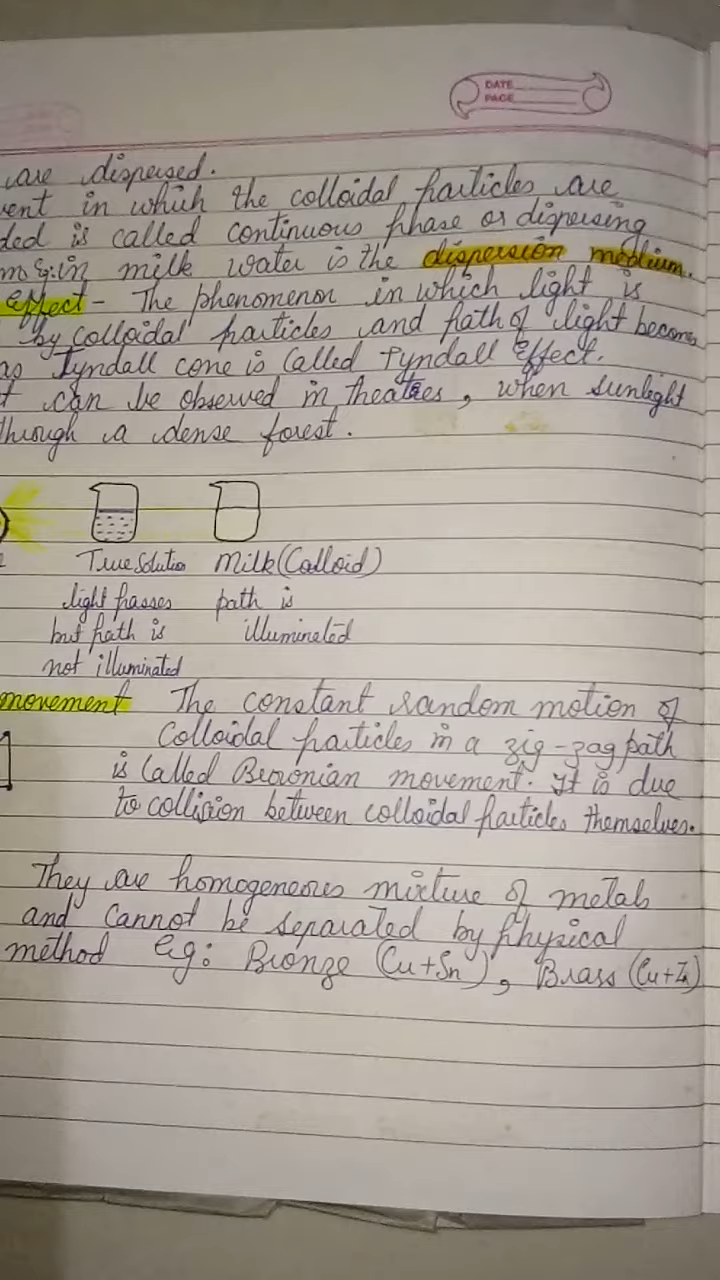 DATE
PAGE
are dispersed.
vent in which the colloidal particles are
ded is called continuous phase or dispersing
m Eg: in milk water is the dispersion medium.
effect - The phenomenon in which light is
by colloidal particles and path of light becomes
as Tyndall cone is called Tyndall Effect.
t can be observed in theatres, when sunlight
through a dense forest.
True Solution Milk (Colloid)
light passes path is
but path is illuminated
not illuminated
movement The constant random motion of
Colloidal particles in a zig-zag path
is called Brownian movement. It is due
to collision between colloidal particles themselves.
They are homogeneous mixture of metals
and cannot be separated by physical
method eg: Bronze (Cu+Sn), Brass (Cu+Zn)